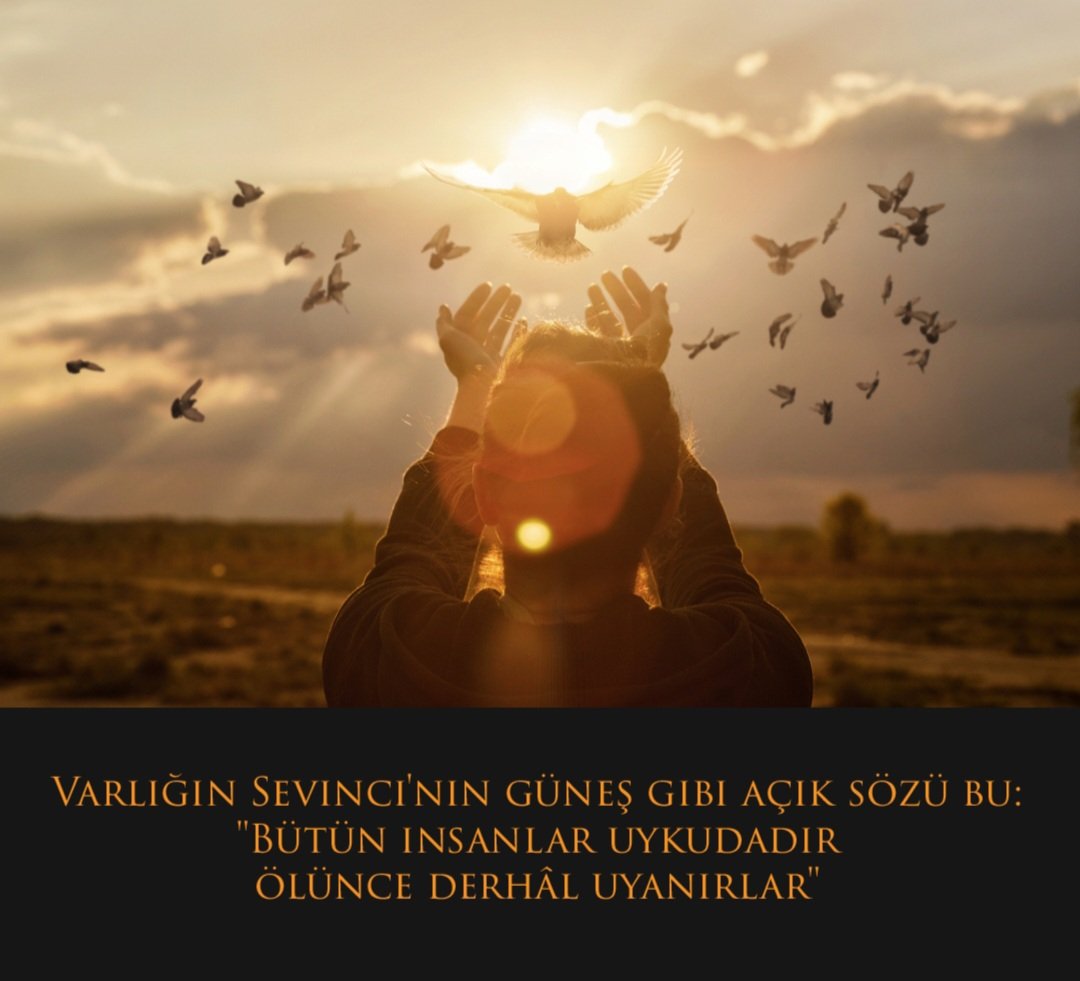 Varlığın Sevinci'nin güneş gibi açık sözü bu:
"Bütün insanlar uykudadır
ölünce derhâl uyanırlar"